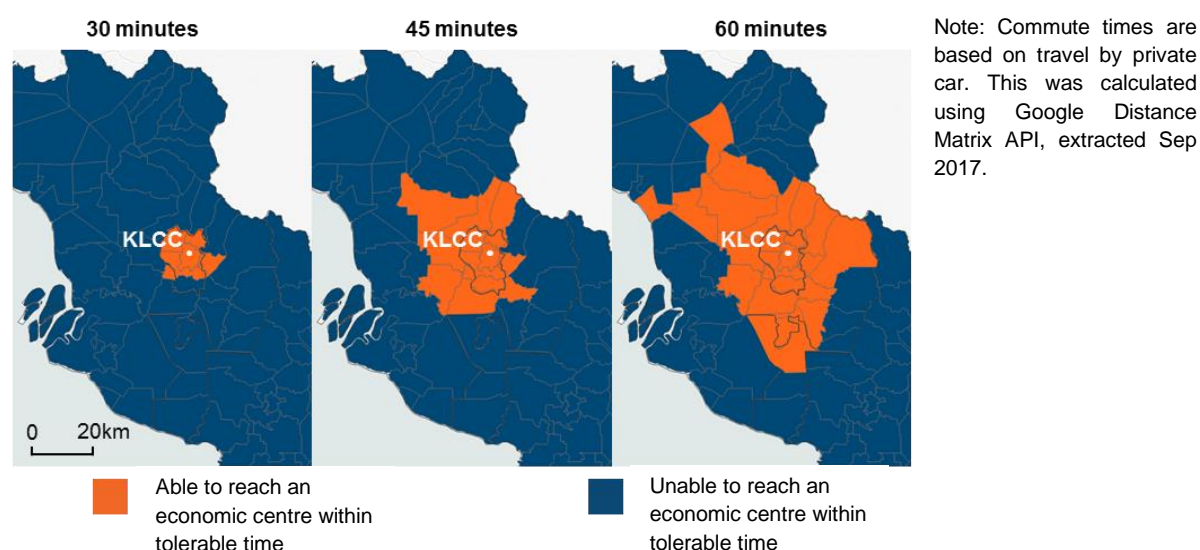 30 minutes
45 minutes
60 minutes
Note: Commute times are
based on travel by private
car. This was calculated
using Google Distance
Matrix API, extracted Sep
2017.
KLCC
KLCC
KLCC
0 20km
Able to reach an
economic centre within
tolerable time
Unable to reach an
economic centre within
tolerable time